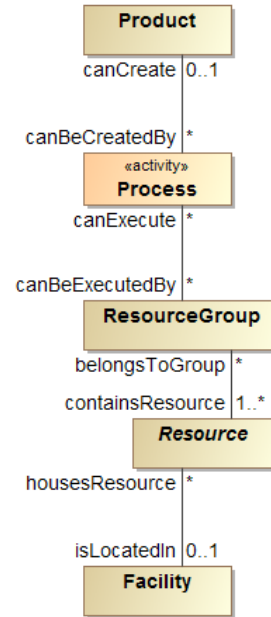 Product
canCreate 0..1
canBeCreatedBy *
«activity»
Process
canExecute *
canBeExecutedBy *
ResourceGroup
belongsToGroup *
containsResource 1..*
Resource
housesResource *
isLocatedIn 0..1
Facility